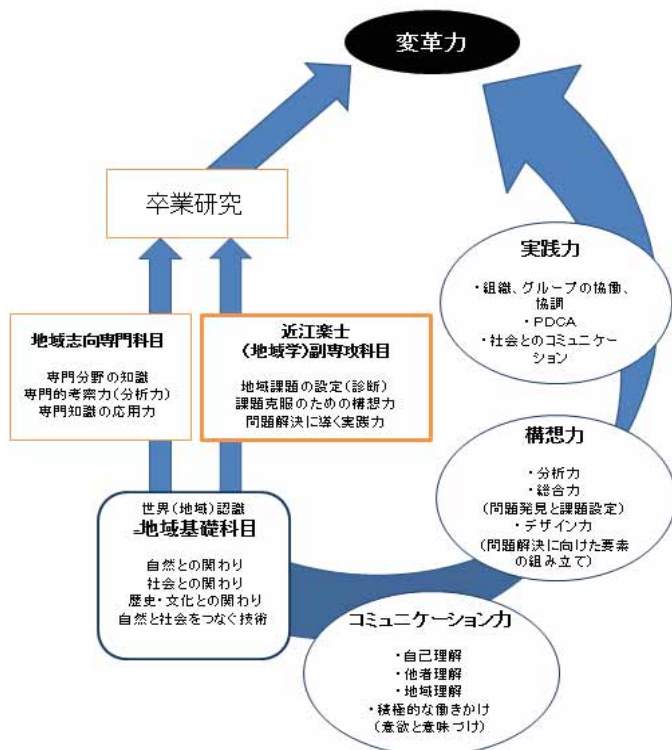 変革力
卒業研究
地域志向専門科目
専門分野の知識
専門的考察力(分析力)
専門知識の応用力
近江楽士
(地域学)副専攻科目
地域課題の設定(診断)
課題克服のための構想力
問題解決に導く実践力
世界(地域)認識
=地域基礎科目
自然との関わり
社会との関わり
歴史・文化との関わり
自然と社会をつなぐ技術
実践力
・組織、グループの協働、
協調
・PDCA
・社会とのコミュニケー
ション
構想力
・分析力
・総合力
(問題発見と課題設定)
・デザイン力
(問題解決に向けた要素
の組み立て)
コミュニケーション力
・自己理解
・他者理解
・地域理解
・積極的な働きかけ
(意欲と意味づけ)